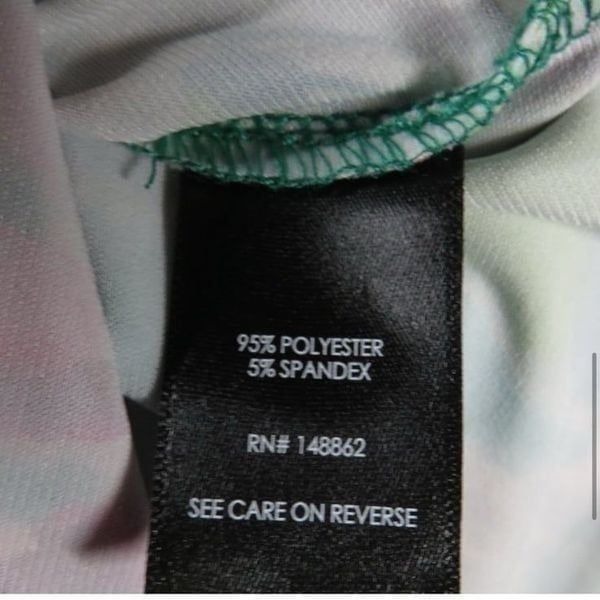 95% POLYESTER
5% SPANDEX
RN# 148862
SEE CARE ON REVERSE